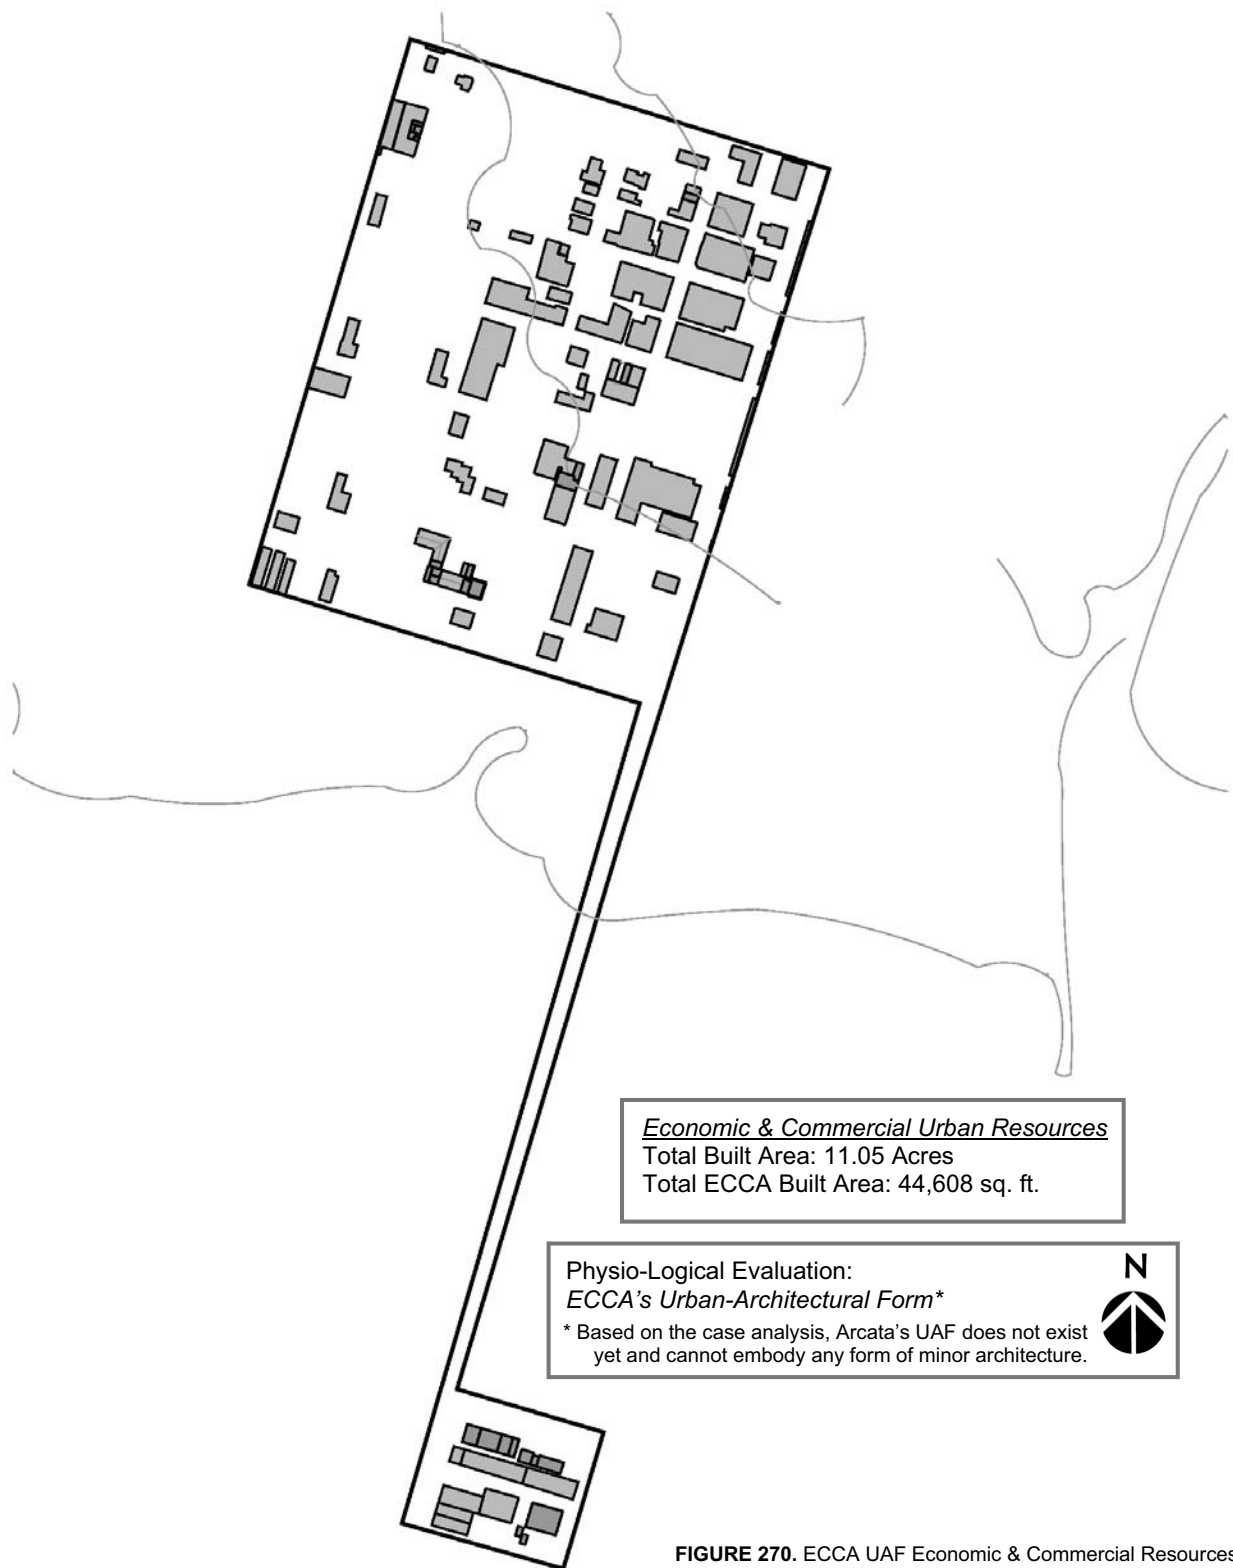 Economic & Commercial Urban Resources
Total Built Area: 11.05 Acres
Total ECCA Built Area: 44,608 sq. ft.
Physio-Logical Evaluation:
ECCA's Urban-Architectural Form*
* Based on the case analysis, Arcata's UAF does not exist
yet and cannot embody any form of minor architecture.
N
FIGURE 270. ECCA UAF Economic & Commercial Resources